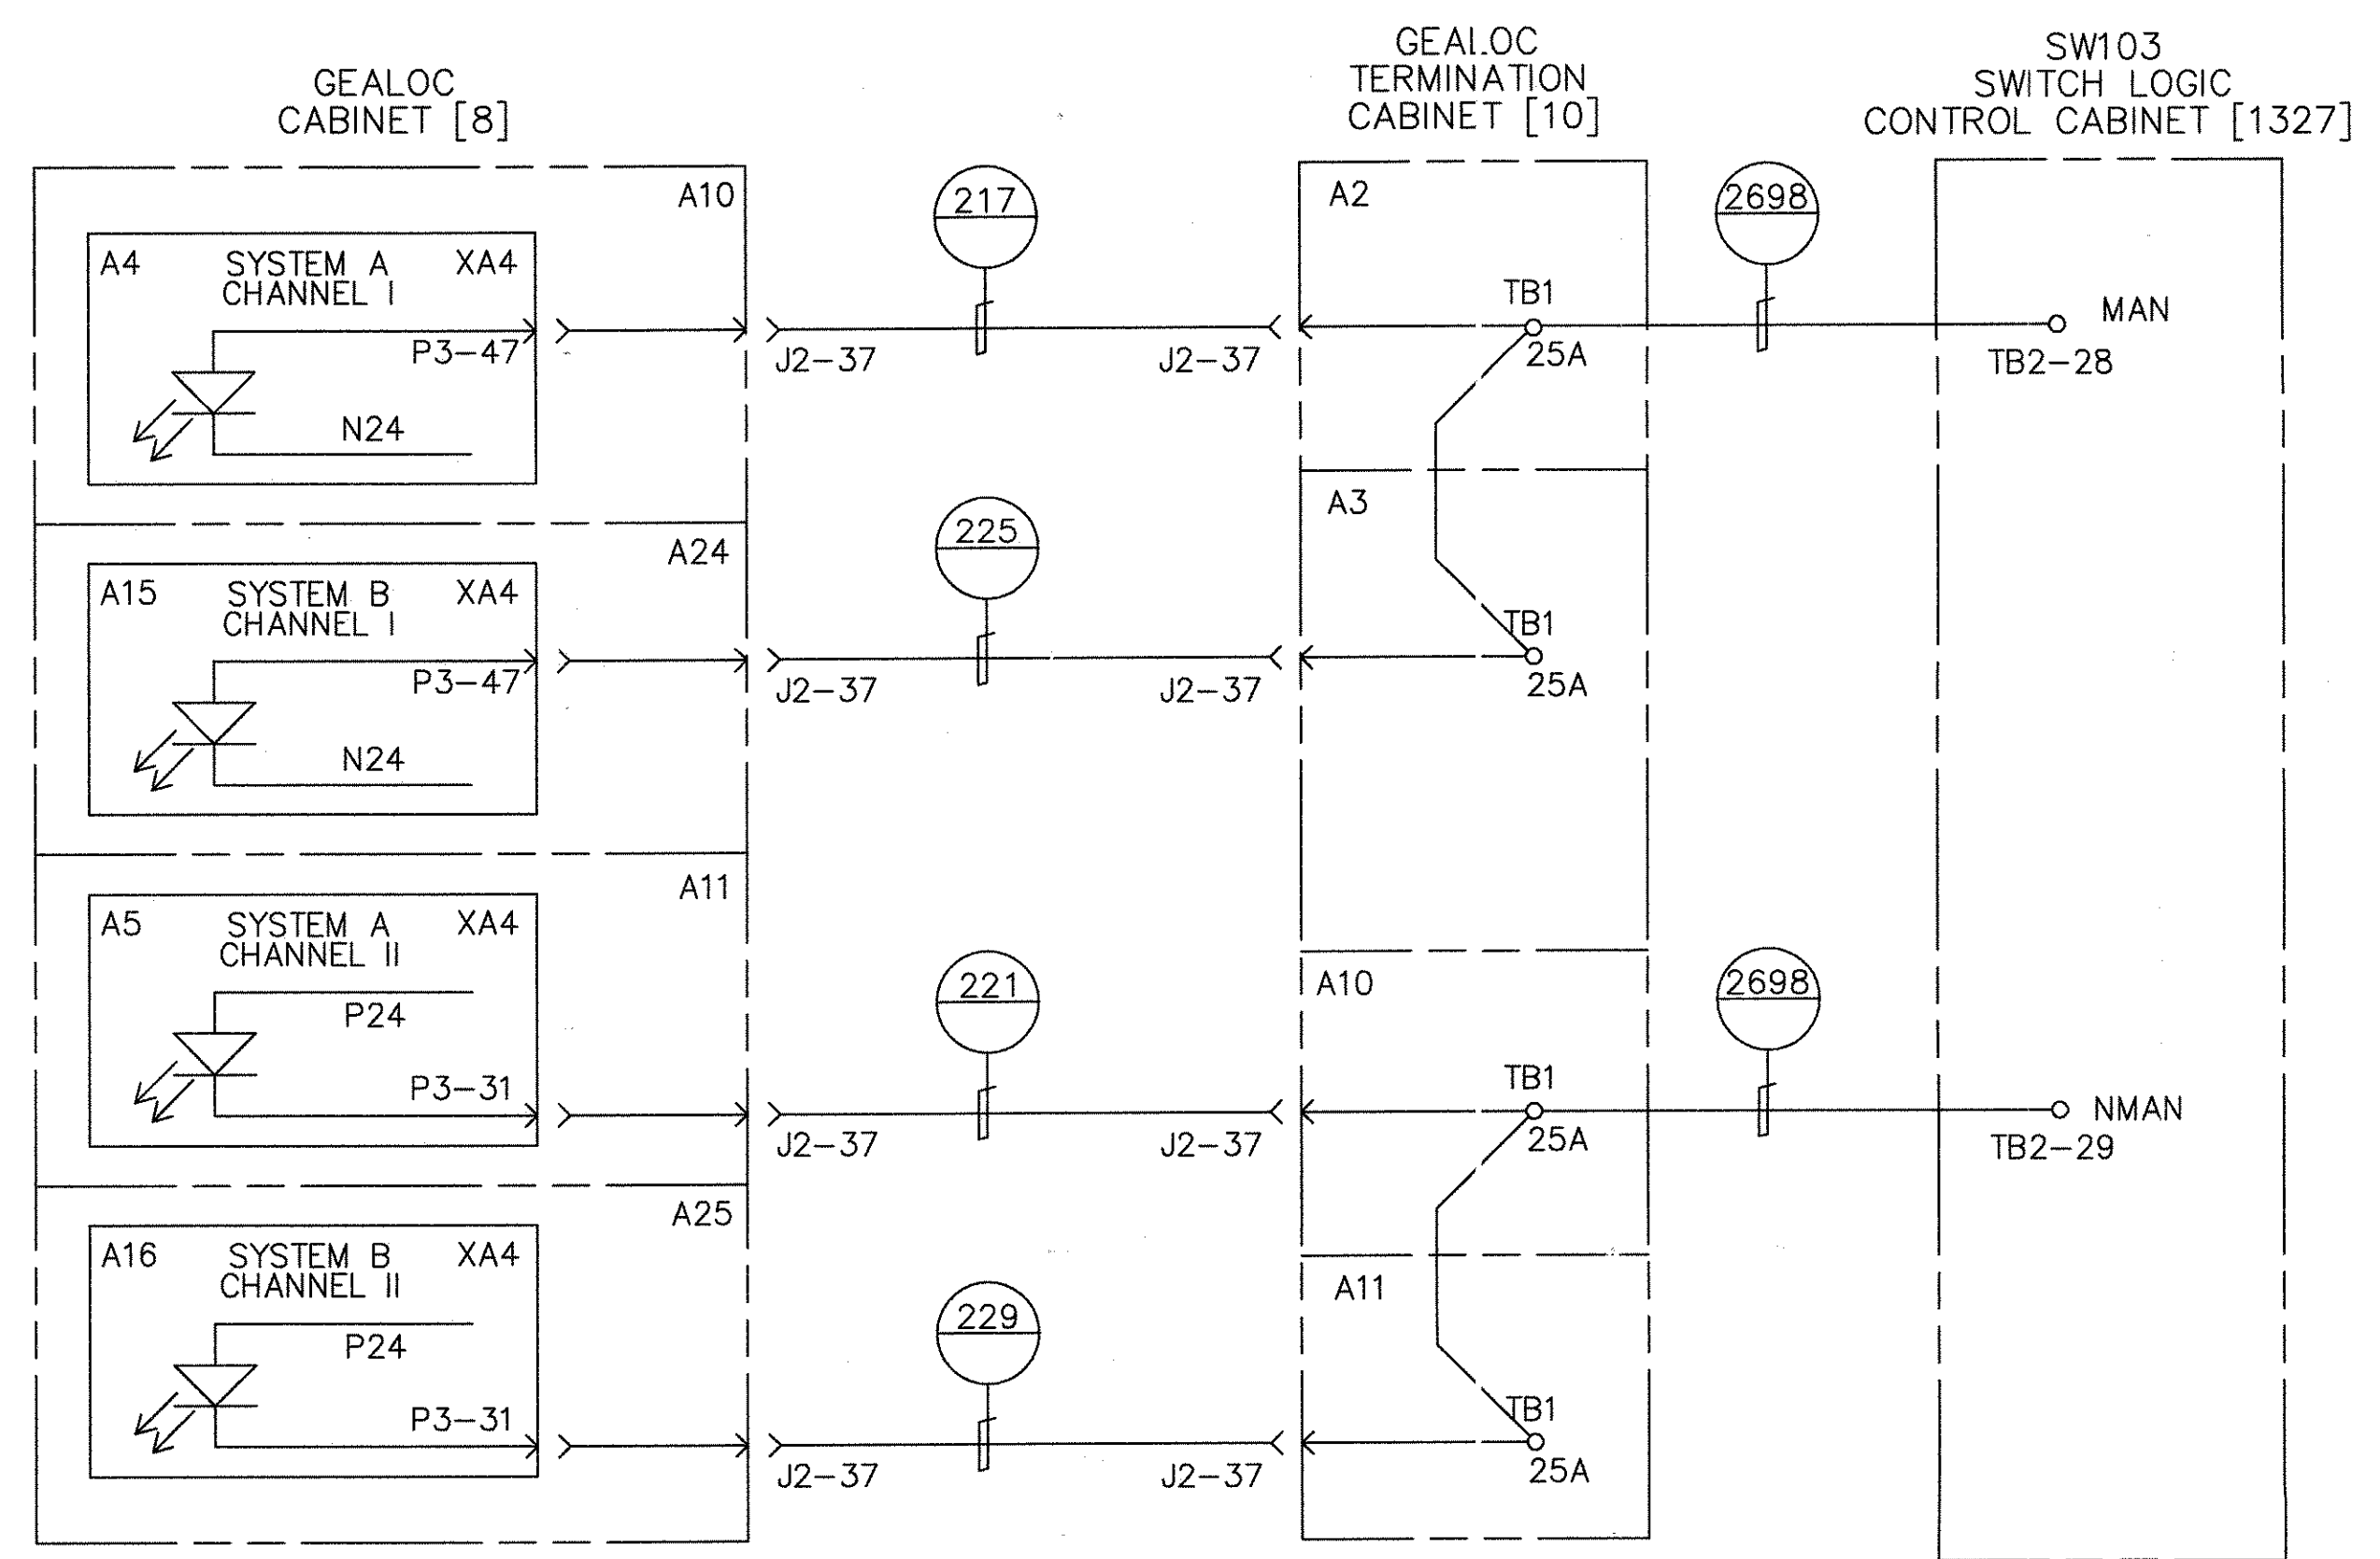 GEALOC
CABINET [8]
GEALOC
TERMINATION
CABINET [10]
SW103
SWITCH LOGIC
CONTROL CABINET [1327]
A10
A4 SYSTEM A XA4
CHANNEL I
P3-47
N24
217
J2-37
J2-37
A2
TB1
25A
2698
MAN
TB2-28
A24
A15 SYSTEM B XA4
CHANNEL I
P3-47
N24
225
J2-37
J2-37
A3
TB1
25A
A11
A5 SYSTEM A XA4
CHANNEL II
P24
P3-31
221
J2-37
J2-37
A10
TB1
25A
2698
NMAN
TB2-29
A25
A16 SYSTEM B XA4
CHANNEL II
P24
P3-31
229
J2-37
J2-37
A11
TB1
25A